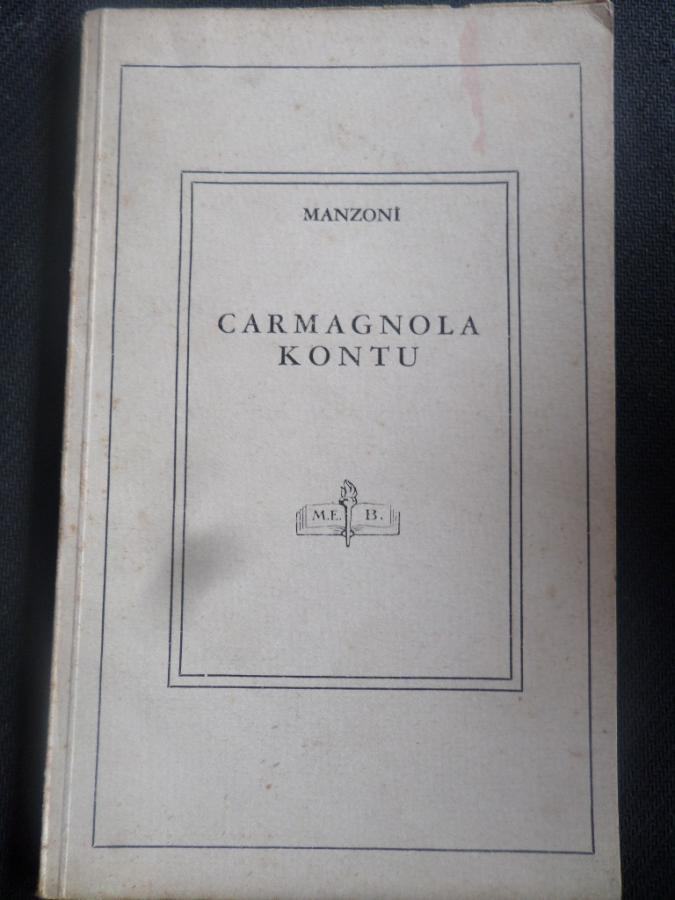 MANZONİ
CARMAGNOLA
KONTU
M.E. B.